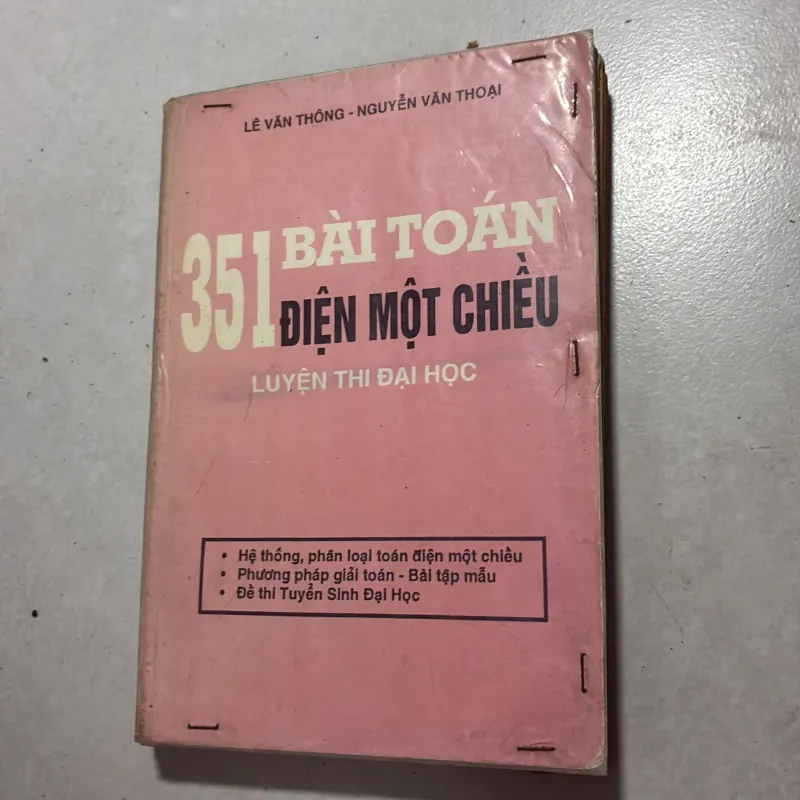 LÊ VĂN THÔNG - NGUYỄN VĂN THOẠI
351 BÀI TOÁN
ĐIỆN MỘT CHIỀU
LUYỆN THI ĐẠI HỌC
• Hệ thống, phân loại toán điện một chiều
• Phương pháp giải toán - Bài tập mẫu
• Đề thi Tuyển Sinh Đại Học